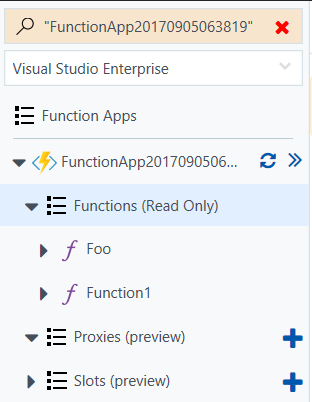 "FunctionApp20170905063819"
Visual Studio Enterprise
Function Apps
FunctionApp2017090506...
Functions (Read Only)
f Foo
f Function1
Proxies (preview)
Slots (preview)